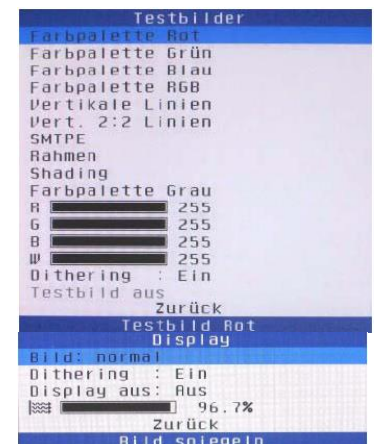 Testbilder
Farbpalette Rot
Farbpalette Grün
Farbpalette Blau
Farbpalette RGB
Vertikale Linien
Vert. 2:2 Linien
SMTPE
Rahmen
Shading
Farbpalette Grau
R 255
G 255
B 255
W 255
Dithering : Ein
Testbild aus
Zurück
Testbild Rot
Display
Bild: normal
Dithering : Ein
Display aus: Aus
96.7%
Zurück
Bild spiegeln